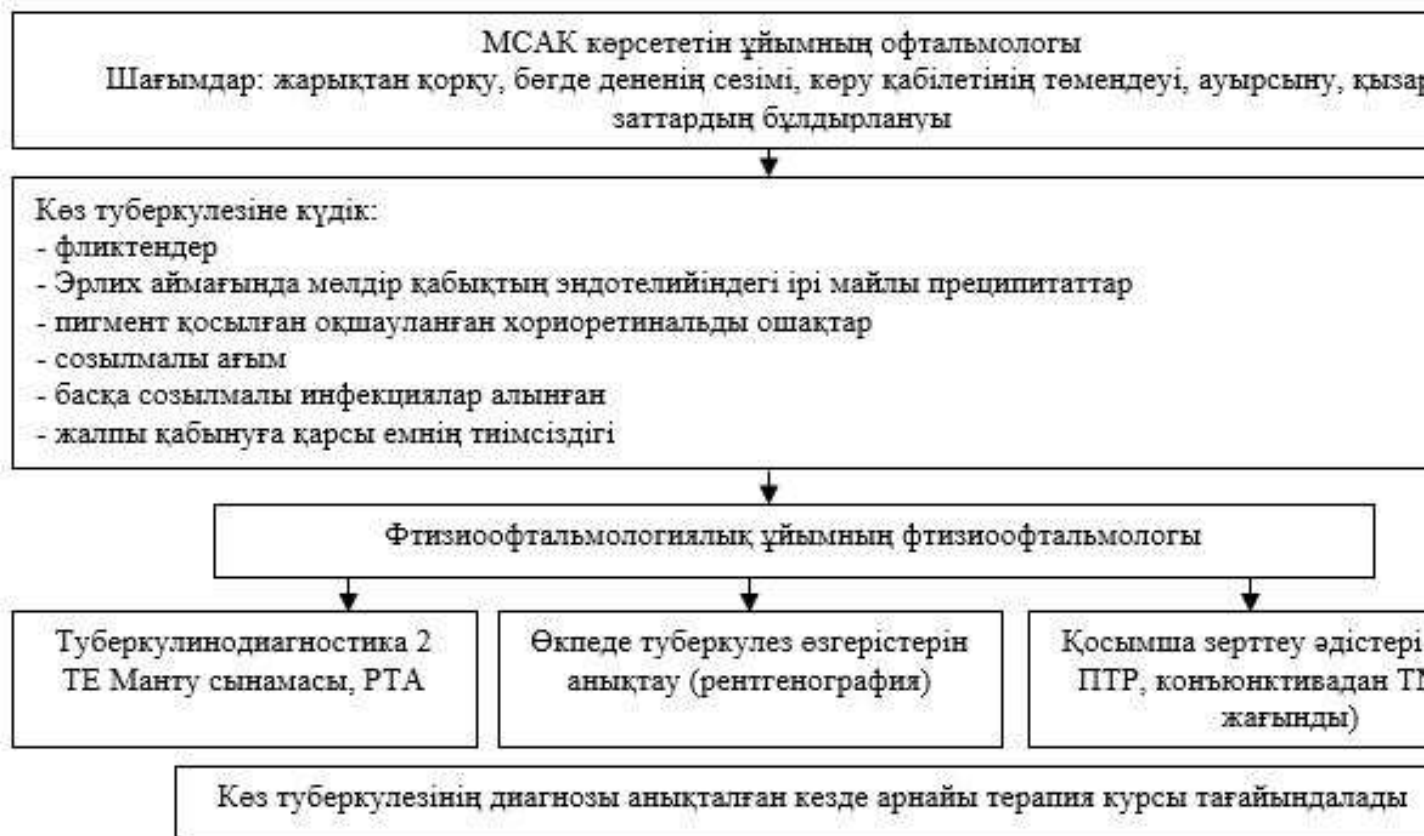 МСАК көрсететін ұйымның офтальмологы
Шағымдар: жарықтан қорқу, бөгде дененің сезімі, көру қабілетінің төмендеуі, ауырсыну,
заттардың бұлдырлануы
Көз туберкулезіне күдік:
- фликтендер
- Эрлих аймағында мөлдір қабықтың эндотелийіндегі ірі майлы преципитаттар
- пигмент қосылған оқшауланған хориоретинальды ошақтар
- созылмалы ағым
- басқа созылмалы инфекциялар алынған
- жалпы қабынуға қарсы емнің тиімсіздігі
Фтизиоофтальмологиялық ұйымның фтизиоофтальмологы
Туберкулинодиагностика 2
ТЕ Манту сынамасы, РТА
Өкпеде туберкулез өзгерістерін
анықтау (рентгенография)
Қосымша зерттеу әдістері
ПТР, конъюнктивадан
жағынды)
Көз туберкулезінің диагнозы анықталған кезде арнайы терапия курсы тағайындалады